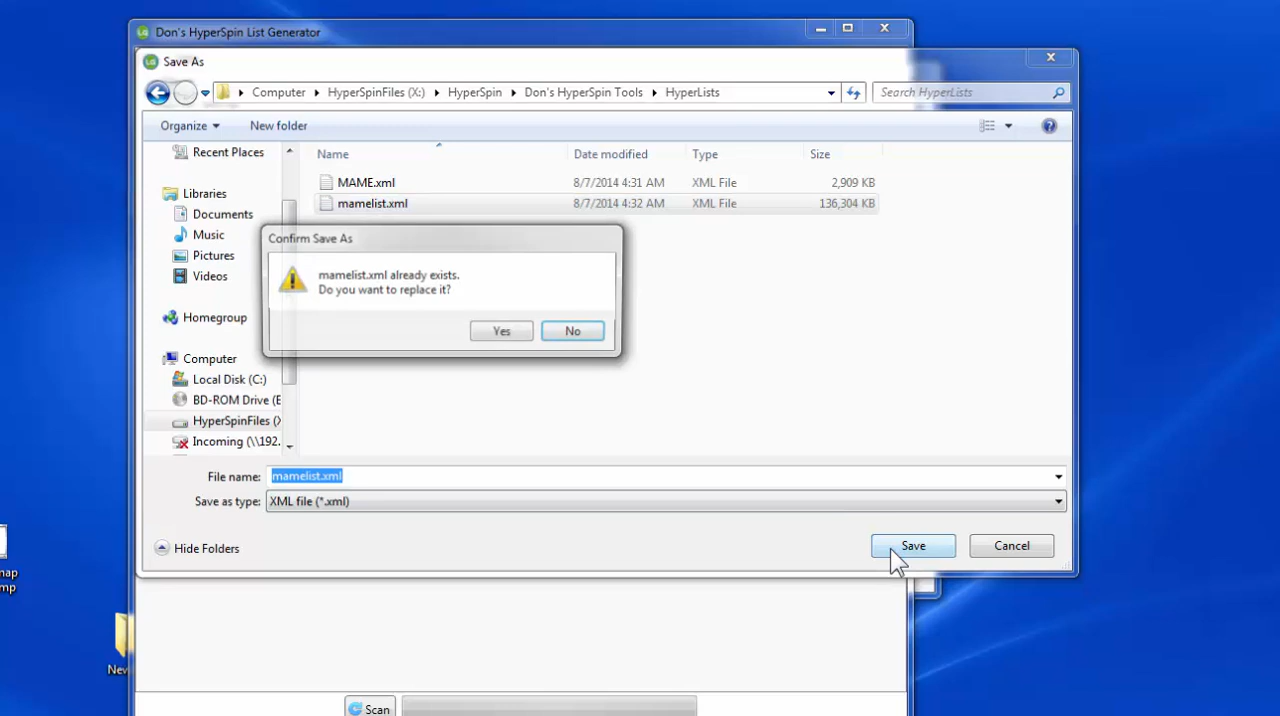 Don's HyperSpin List Generator
Save As
Computer HyperSpinFiles (X:) HyperSpin Don's HyperSpin Tools HyperLists
Search HyperLists
Organize New folder
Recent Places
Libraries
Documents
Music
Pictures
Videos
Homegroup
Computer
Local Disk (C:)
BD-ROM Drive (E
HyperSpinFiles (X
Incoming (\\192.
Name Date modified Type Size
MAME.xml 8/7/2014 4:31 AM XML File 2,909 KB
mamelist.xml 8/7/2014 4:32 AM XML File 136,304 KB
Confirm Save As
mamelist.xml already exists.
Do you want to replace it?
Yes No
File name: mamelist.xml
Save as type: XML file (*.xml)
Hide Folders
Save Cancel
map
mp
New
Scan